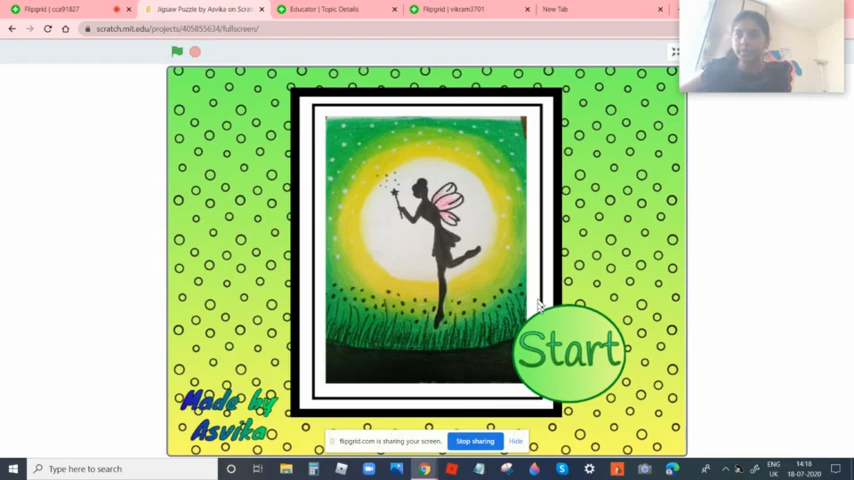 Flipgrid | cca91827
Jigsaw Puzzle by Asvika on Scrat
Educator | Topic Details
Flipgrid | vikram3701
New Tab
scratch.mit.edu/projects/405855634/fullscreen/
Start
Made by
Asvika
flipgrid.com is sharing your screen.
Stop sharing
Hide
Type here to search
ENG
UK
14:18
18-07-2020